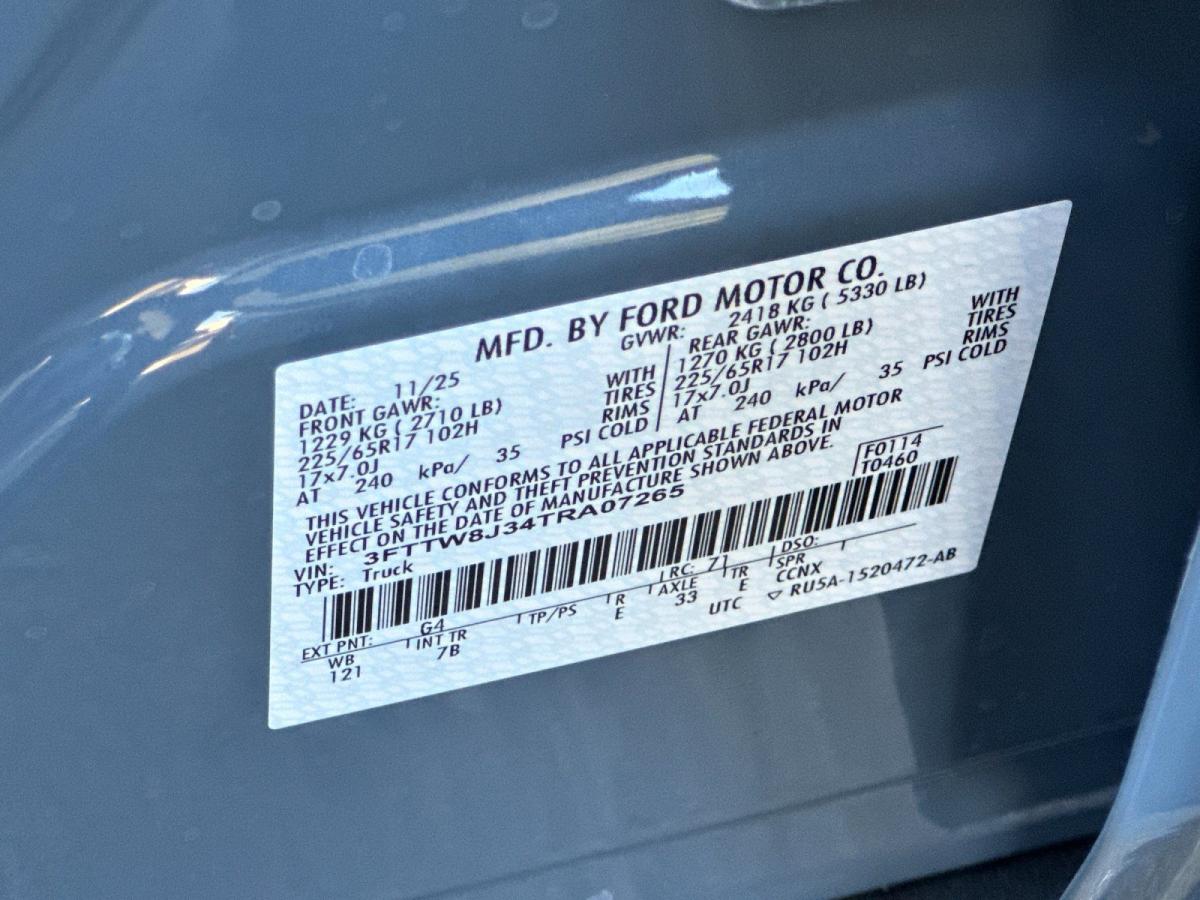 MFD. BY FORD MOTOR CO.
DATE: 11/25 GVWR: 2418 KG ( 5330 LB)
FRONT GAWR: REAR GAWR:
1229 KG ( 2710 LB) WITH 1270 KG ( 2800 LB) WITH
225/65R17 102H TIRES 225/65R17 102H TIRES
17x7.0J RIMS 17x7.0J RIMS
AT 240 kPa/ 35 PSI COLD AT 240 kPa/ 35 PSI COLD
THIS VEHICLE CONFORMS TO ALL APPLICABLE FEDERAL MOTOR
VEHICLE SAFETY AND THEFT PREVENTION STANDARDS IN
EFFECT ON THE DATE OF MANUFACTURE SHOWN ABOVE.
F0114
T0460
VIN: 3FTTW8J34TRA07265
TYPE: Truck
EXT PNT: G4 RC: 71 DSO:
WB INT TR TP/PS R AXLE TR SPR
121 7B E 33 E CCNX
UTC ▽ RU5A-1520472-AB